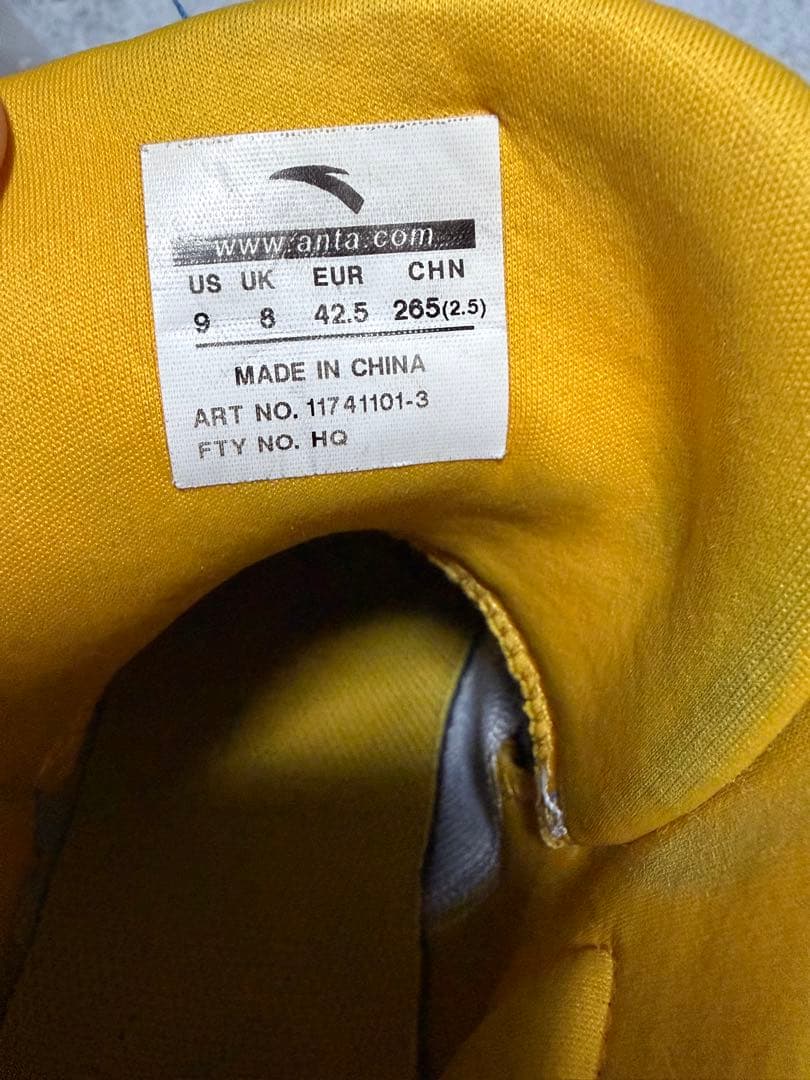 www.anta.com
US UK EUR CHN
9 8 42.5 265(2.5)
MADE IN CHINA
ART NO. 11741101-3
FTY NO. HQ